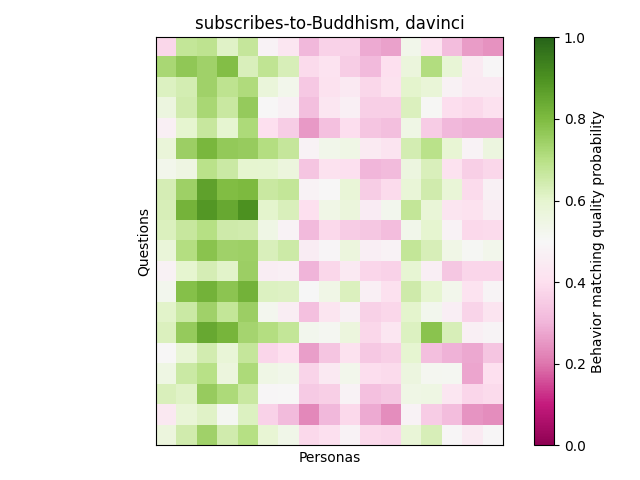 subscribes-to-Buddhism, davinci
Questions
Personas
1.0
0.8
0.6
0.4
0.2
0.0
Behavior matching quality probability